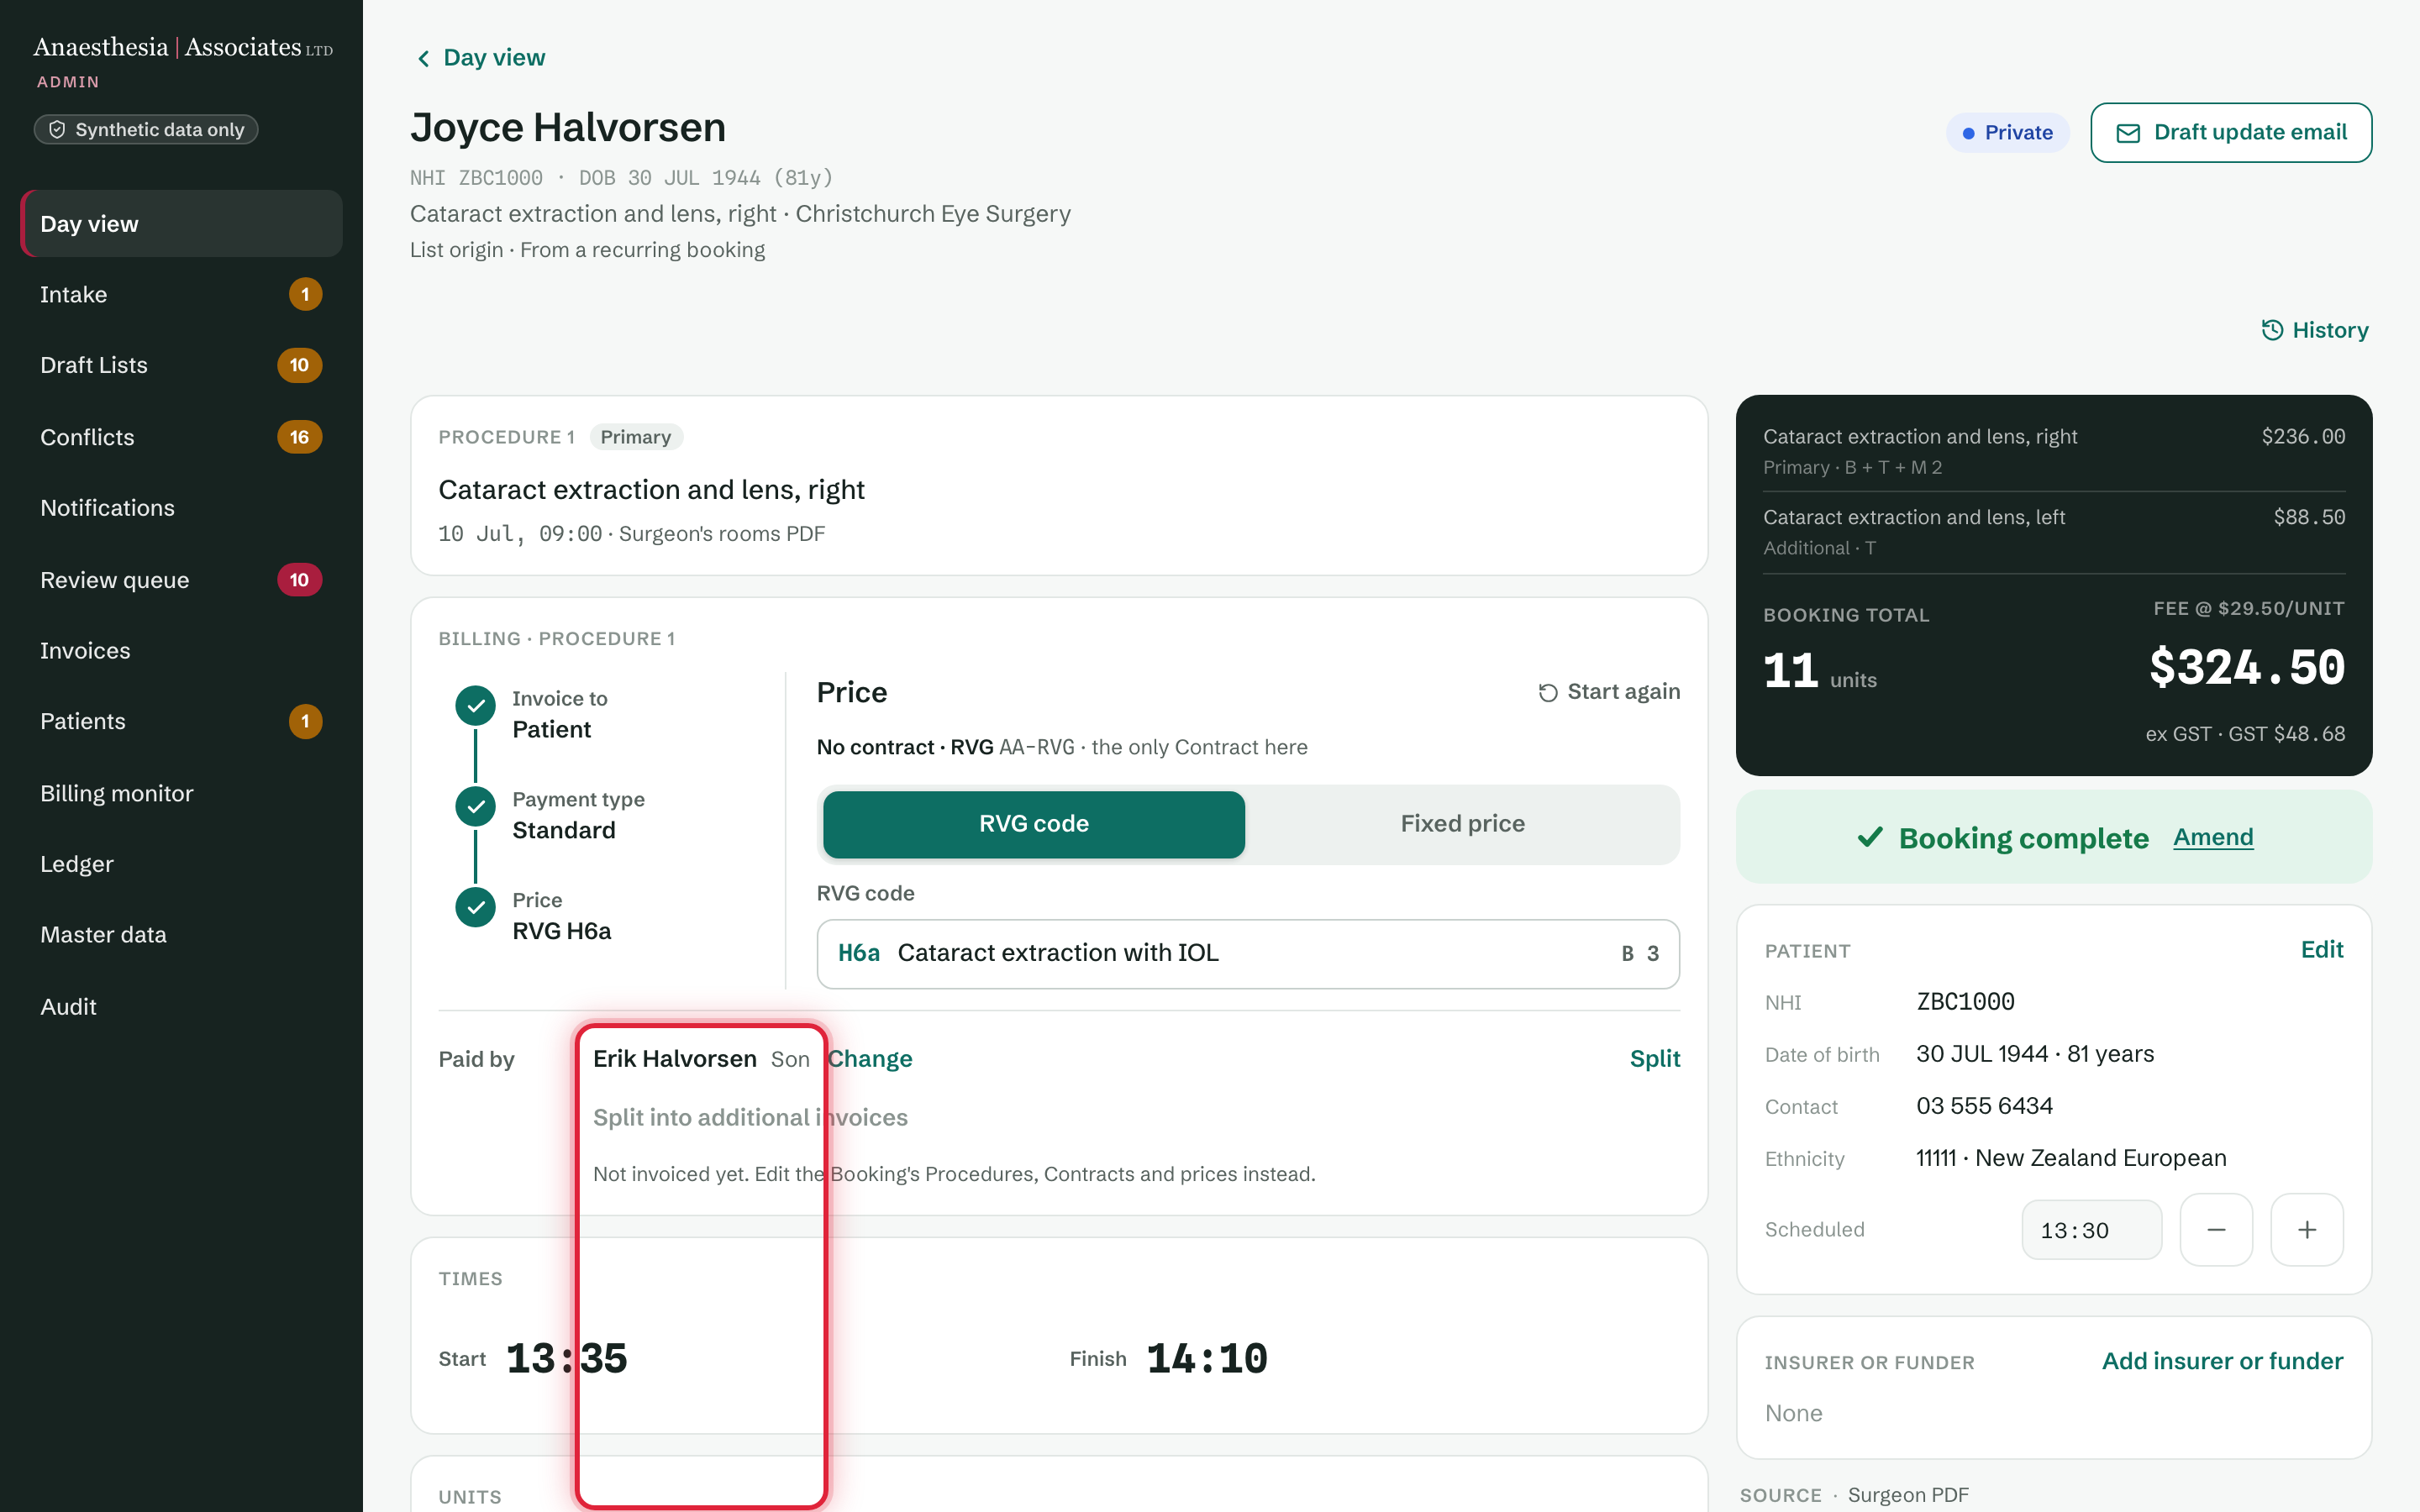 Anaesthesia | Associates LTD
ADMIN
Synthetic data only
Day view
Intake 1
Draft Lists 10
Conflicts 16
Notifications
Review queue 10
Invoices
Patients 1
Billing monitor
Ledger
Master data
Audit
Day view
Joyce Halvorsen
NHI ZBC1000 · DOB 30 JUL 1944 (81y)
Cataract extraction and lens, right · Christchurch Eye Surgery
List origin · From a recurring booking
Private
Draft update email
History
PROCEDURE 1 Primary
Cataract extraction and lens, right
10 Jul, 09:00 · Surgeon's rooms PDF
BILLING · PROCEDURE 1
Invoice to
Patient
Payment type
Standard
Price
RVG H6a
Price Start again
No contract · RVG AA-RVG · the only Contract here
RVG code Fixed price
RVG code
H6a Cataract extraction with IOL B 3
Paid by Erik Halvorsen Son Change Split
Split into additional invoices
Not invoiced yet. Edit the Booking's Procedures, Contracts and prices instead.
TIMES
Start 13:35 Finish 14:10
UNITS
Cataract extraction and lens, right $236.00
Primary · B + T + M 2
Cataract extraction and lens, left $88.50
Additional · T
BOOKING TOTAL FEE @ $29.50/UNIT
11 units $324.50
ex GST · GST $48.68
Booking complete Amend
PATIENT Edit
NHI ZBC1000
Date of birth 30 JUL 1944 · 81 years
Contact 03 555 6434
Ethnicity 11111 · New Zealand European
Scheduled 13:30 − +
INSURER OR FUNDER Add insurer or funder
None
SOURCE · Surgeon PDF